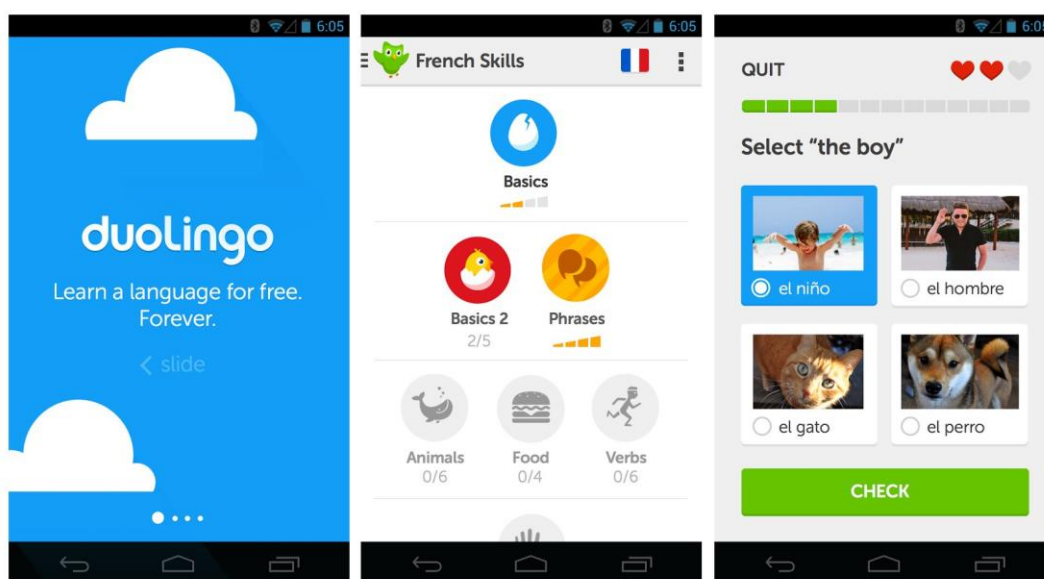 6:05
duolingo
Learn a language for free.
Forever.
< slide
6:05
French Skills
Basics
Basics 2
Phrases
2/5
Animals
Food
Verbs
0/6
0/4
0/6
6:05
QUIT
Select “the boy”
el niño
el hombre
el gato
el perro
CHECK